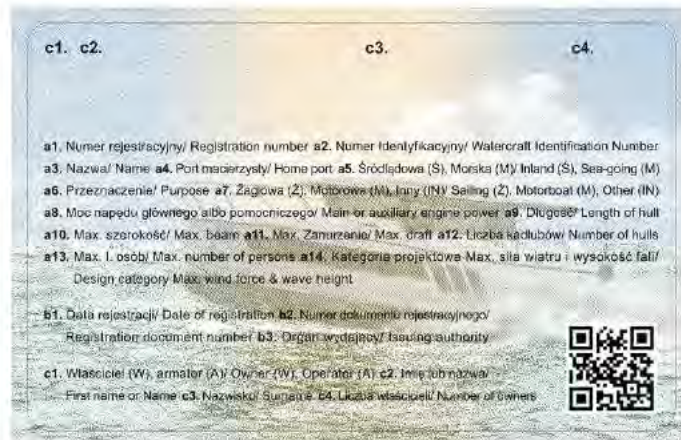 c1. c2. c3. c4.
a1. Numer rejestracyjny/ Registration number a2. Numer Identyfikacyjny/ Watercraft Identification Number
a3. Nazwa/ Name a4. Port macierzysty/ Home port a5. Śródlądowa (Ś), Morska (M)/ Inland (Ś), Sea-going (M)
a6. Przeznaczenie/ Purpose a7. Żaglowa (Ż), Motorowa (M), Inny (IN)/ Sailing (Ż), Motorboat (M), Other (IN)
a8. Moc napędu głównego albo pomocniczego/ Main or auxiliary engine power a9. Długość/ Length of hull
a10. Max. szerokość/ Max. beam a11. Max. Zanurzenie/ Max. draft a12. Liczba kadłubów/ Number of hulls
a13. Max. l. osób/ Max. number of persons a14. Kategoria projektowa Max. siła wiatru i wysokość fali/
Design category Max. wind force & wave height
b1. Data rejestracji/ Date of registration b2. Numer dokumentu rejestracyjnego/
Registration document number b3. Organ wydający/ Issuing authority
c1. Właściciel (W), armator (A)/ Owner (W), Operator (A) c2. Imię lub nazwa/
First name or Name c3. Nazwisko/ Surname c4. Liczba właścicieli/ Number of owners